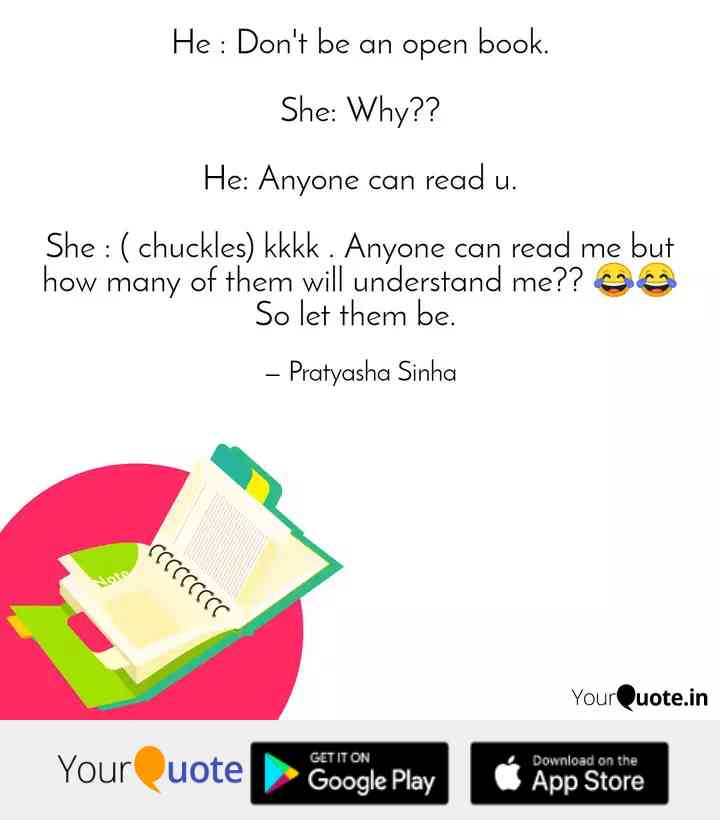 He : Don't be an open book.
She: Why??
He: Anyone can read u.
She : ( chuckles) kkkk . Anyone can read me but
how many of them will understand me?? 😂😂
So let them be.
– Pratyasha Sinha
Note
YourQuote.in
YourQuote
GET IT ON
Google Play
Download on the
App Store